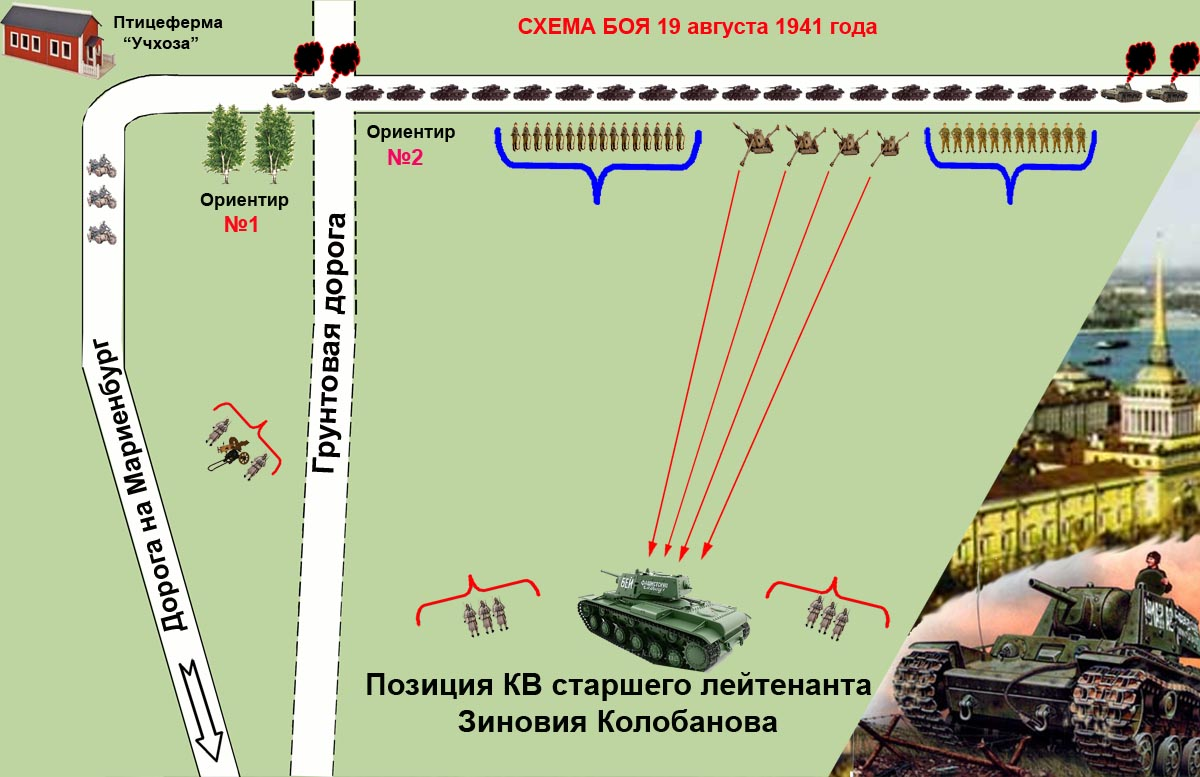 СХЕМА БОЯ 19 августа 1941 года
Птицеферма
“Учхоза”
Ориентир
№1
Ориентир
№2
Грунтовая дорога
Дорога на Мариенбург
БЕЙ
Позиция КВ старшего лейтенанта
Зиновия Колобанова